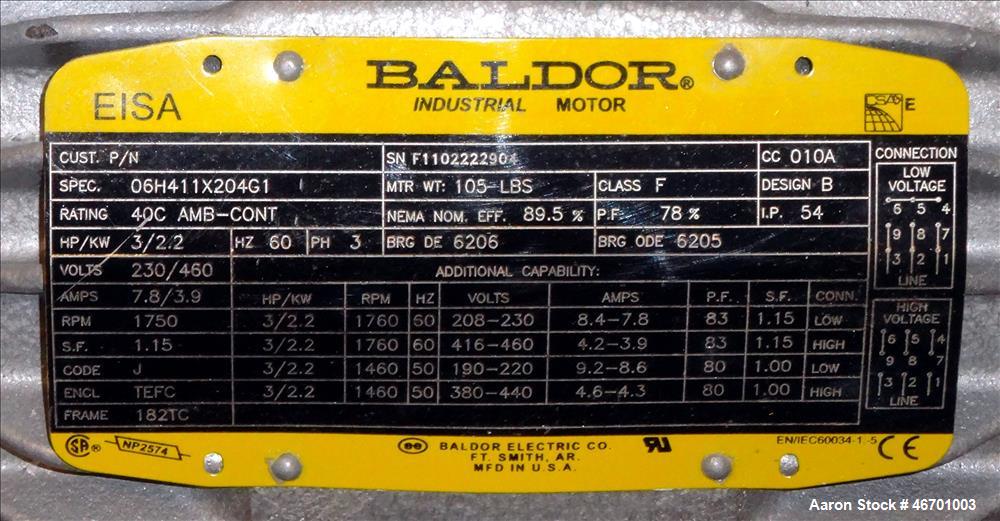 BALDOR®
EISA
INDUSTRIAL MOTOR
E
CUST. P/N SN F1102222904 CC 010A
SPEC. 06H411X204G1 MTR WT: 105-LBS CLASS F DESIGN B
RATING 40C AMB-CONT NEMA NOM. EFF. 89.5 % P.F. 78 % I.P. 54
HP/KW 3/2.2 HZ 60 PH 3 BRG DE 6206 BRG ODE 6205
VOLTS 230/460 ADDITIONAL CAPABILITY:
AMPS 7.8/3.9 HP/KW RPM HZ VOLTS AMPS P.F. S.F. CONN.
RPM 1750 3/2.2 1760 60 208-230 8.4-7.8 83 1.15 LOW
S.F. 1.15 3/2.2 1760 60 416-460 4.2-3.9 83 1.15 HIGH
CODE J 3/2.2 1460 50 190-220 9.2-8.6 80 1.00 LOW
ENCL TEFC 3/2.2 1460 50 380-440 4.6-4.3 80 1.00 HIGH
FRAME 182TC
CONNECTION
LOW
VOLTAGE
6 5 4
9 8 7
3 2 1
LINE
HIGH
VOLTAGE
6 5 4
9 8 7
3 2 1
LINE
NP2574
BALDOR ELECTRIC CO.
FT. SMITH, AR.
MFD IN U.S.A.
EN/IEC60034-1,-5 CE
Aaron Stock # 46701003